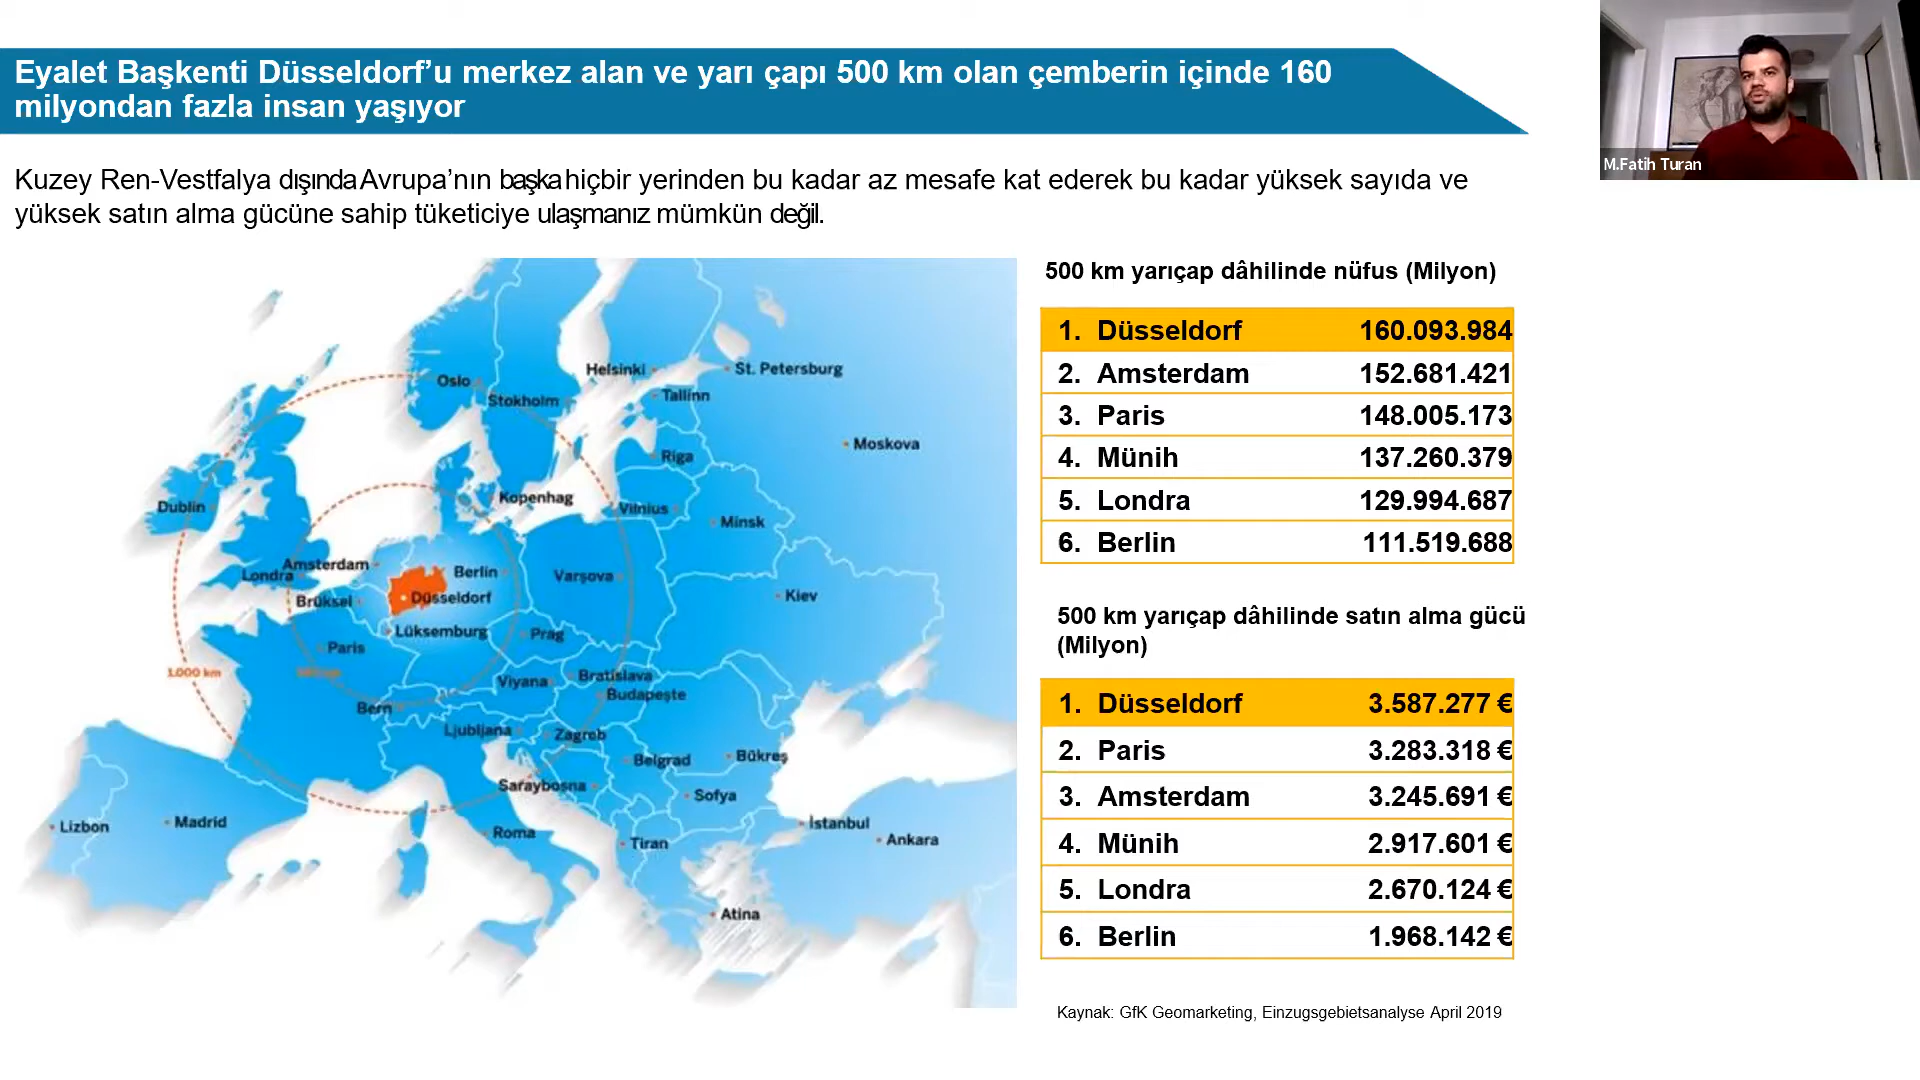 Eyalet Başkenti Düsseldorf’u merkez alan ve yarı çapı 500 km olan çemberin içinde 160
milyondan fazla insan yaşıyor
M.Fatih Turan
Kuzey Ren-Vestfalya dışında Avrupa’nın başka hiçbir yerinden bu kadar az mesafe kat ederek bu kadar yüksek sayıda ve
yüksek satın alma gücüne sahip tüketiciye ulaşmanız mümkün değil.
Oslo
Stokholm
Helsinki
St. Petersburg
Tallinn
Moskova
Riga
Dublin
Kopenhag
Vilnius
Minsk
Amsterdam
Londra
Berlin
Varşova
Brüksel
Düsseldorf
Kiev
Lüksemburg
Prag
Paris
1.000 km
Viyana
Bratislava
Budapeşte
Bern
Ljubljana
Zagreb
Belgrad
Bükreş
Saraybosna
Sofya
Lizbon
Madrid
Roma
Tiran
İstanbul
Ankara
Atina
500 km yarıçap dâhilinde nüfus (Milyon)
1. Düsseldorf 160.093.984
2. Amsterdam 152.681.421
3. Paris 148.005.173
4. Münih 137.260.379
5. Londra 129.994.687
6. Berlin 111.519.688
500 km yarıçap dâhilinde satın alma gücü
(Milyon)
1. Düsseldorf 3.587.277 €
2. Paris 3.283.318 €
3. Amsterdam 3.245.691 €
4. Münih 2.917.601 €
5. Londra 2.670.124 €
6. Berlin 1.968.142 €
Kaynak: GfK Geomarketing, Einzugsgebietsanalyse April 2019